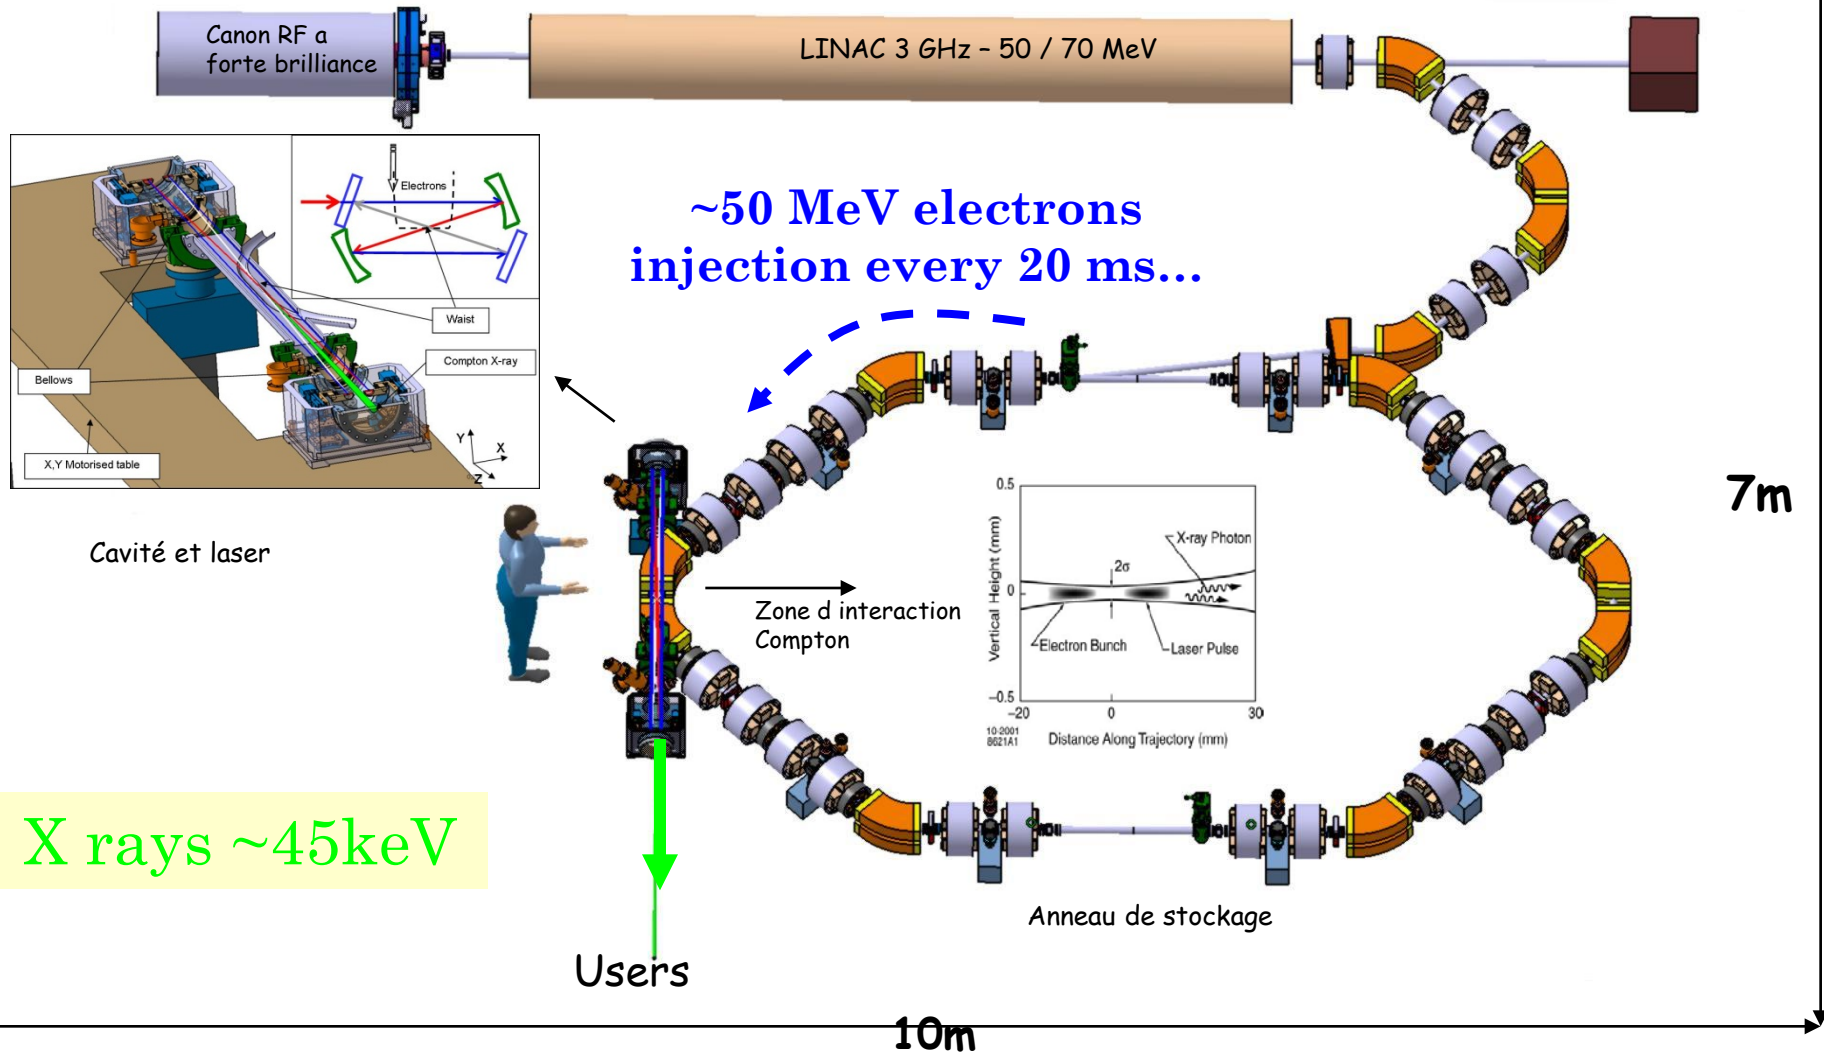 Canon RF a
forte brilliance
LINAC 3 GHz – 50 / 70 MeV
Electrons
Waist
Compton X-ray
Bellows
X,Y Motorised table
Y
X
Z
~50 MeV electrons
injection every 20 ms...
Cavité et laser
Zone d interaction
Compton
0.5
0
–0.5
Vertical Height (mm)
2σ
X-ray Photon
Electron Bunch
Laser Pulse
–20
0
30
10-2001
8621A1
Distance Along Trajectory (mm)
7m
X rays ~45keV
Anneau de stockage
Users
10m